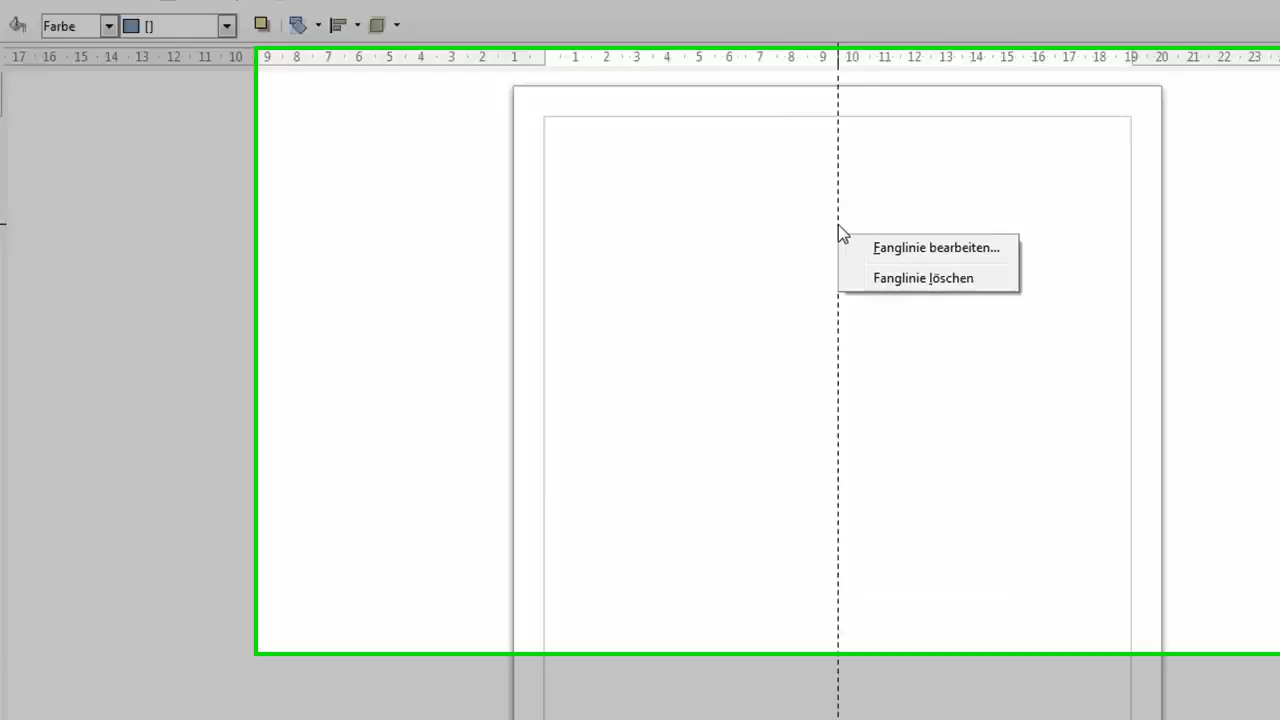 Farbe []
17 16 15 14 13 12 11 10 9 8 7 6 5 4 3 2 1 1 2 3 4 5 6 7 8 9 10 11 12 13 14 15 16 17 18 19 20 21 22 23
Fanglinie bearbeiten...
Fanglinie löschen